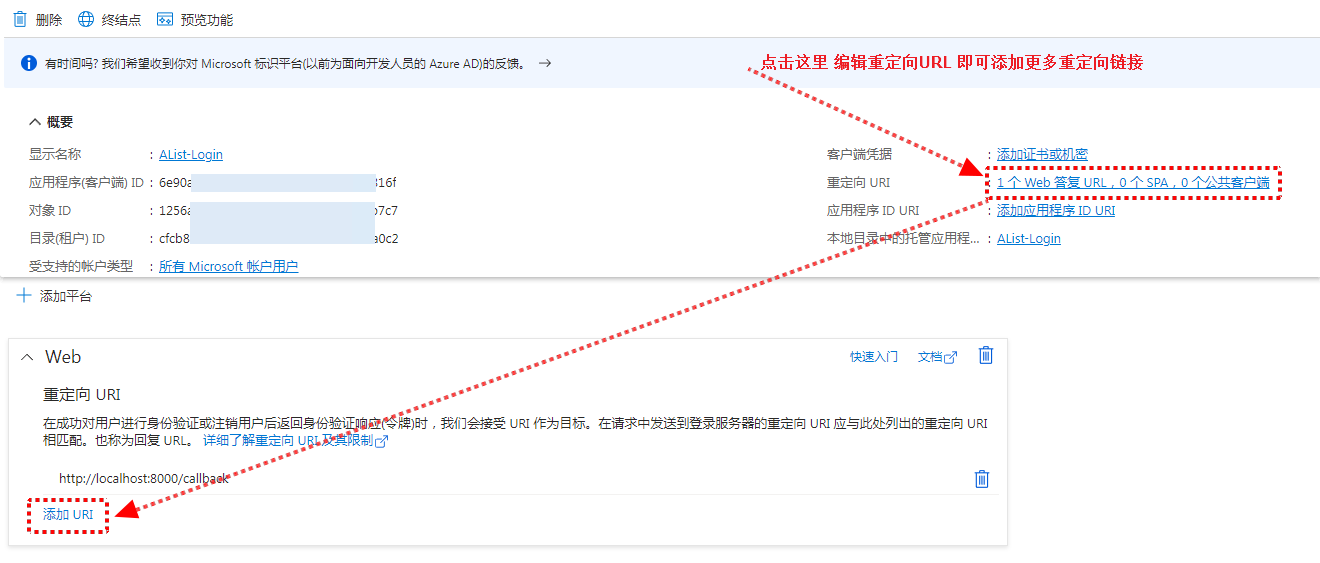 删除 终结点 预览功能
有时间吗? 我们希望收到你对 Microsoft 标识平台(以前为面向开发人员的 Azure AD)的反馈。 →
点击这里 编辑重定向URL 即可添加更多重定向链接
概要
显示名称 : AList-Login
客户端凭据 : 添加证书或机密
应用程序(客户端) ID : 6e90a 816f
重定向 URI : 1 个 Web 答复 URL，0 个 SPA，0 个公共客户端
对象 ID : 1256a b7c7
应用程序 ID URI : 添加应用程序 ID URI
目录(租户) ID : cfcb8 a0c2
本地目录中的托管应用程... : AList-Login
受支持的帐户类型 : 所有 Microsoft 帐户用户
添加平台
Web 快速入门 文档
重定向 URI
在成功对用户进行身份验证或注销用户后返回身份验证响应(令牌)时，我们会接受 URI 作为目标。在请求中发送到登录服务器的重定向 URI 应与此处列出的重定向 URI
相匹配。也称为回复 URL。 详细了解重定向 URI 及其限制
http://localhost:8000/callback
添加 URI